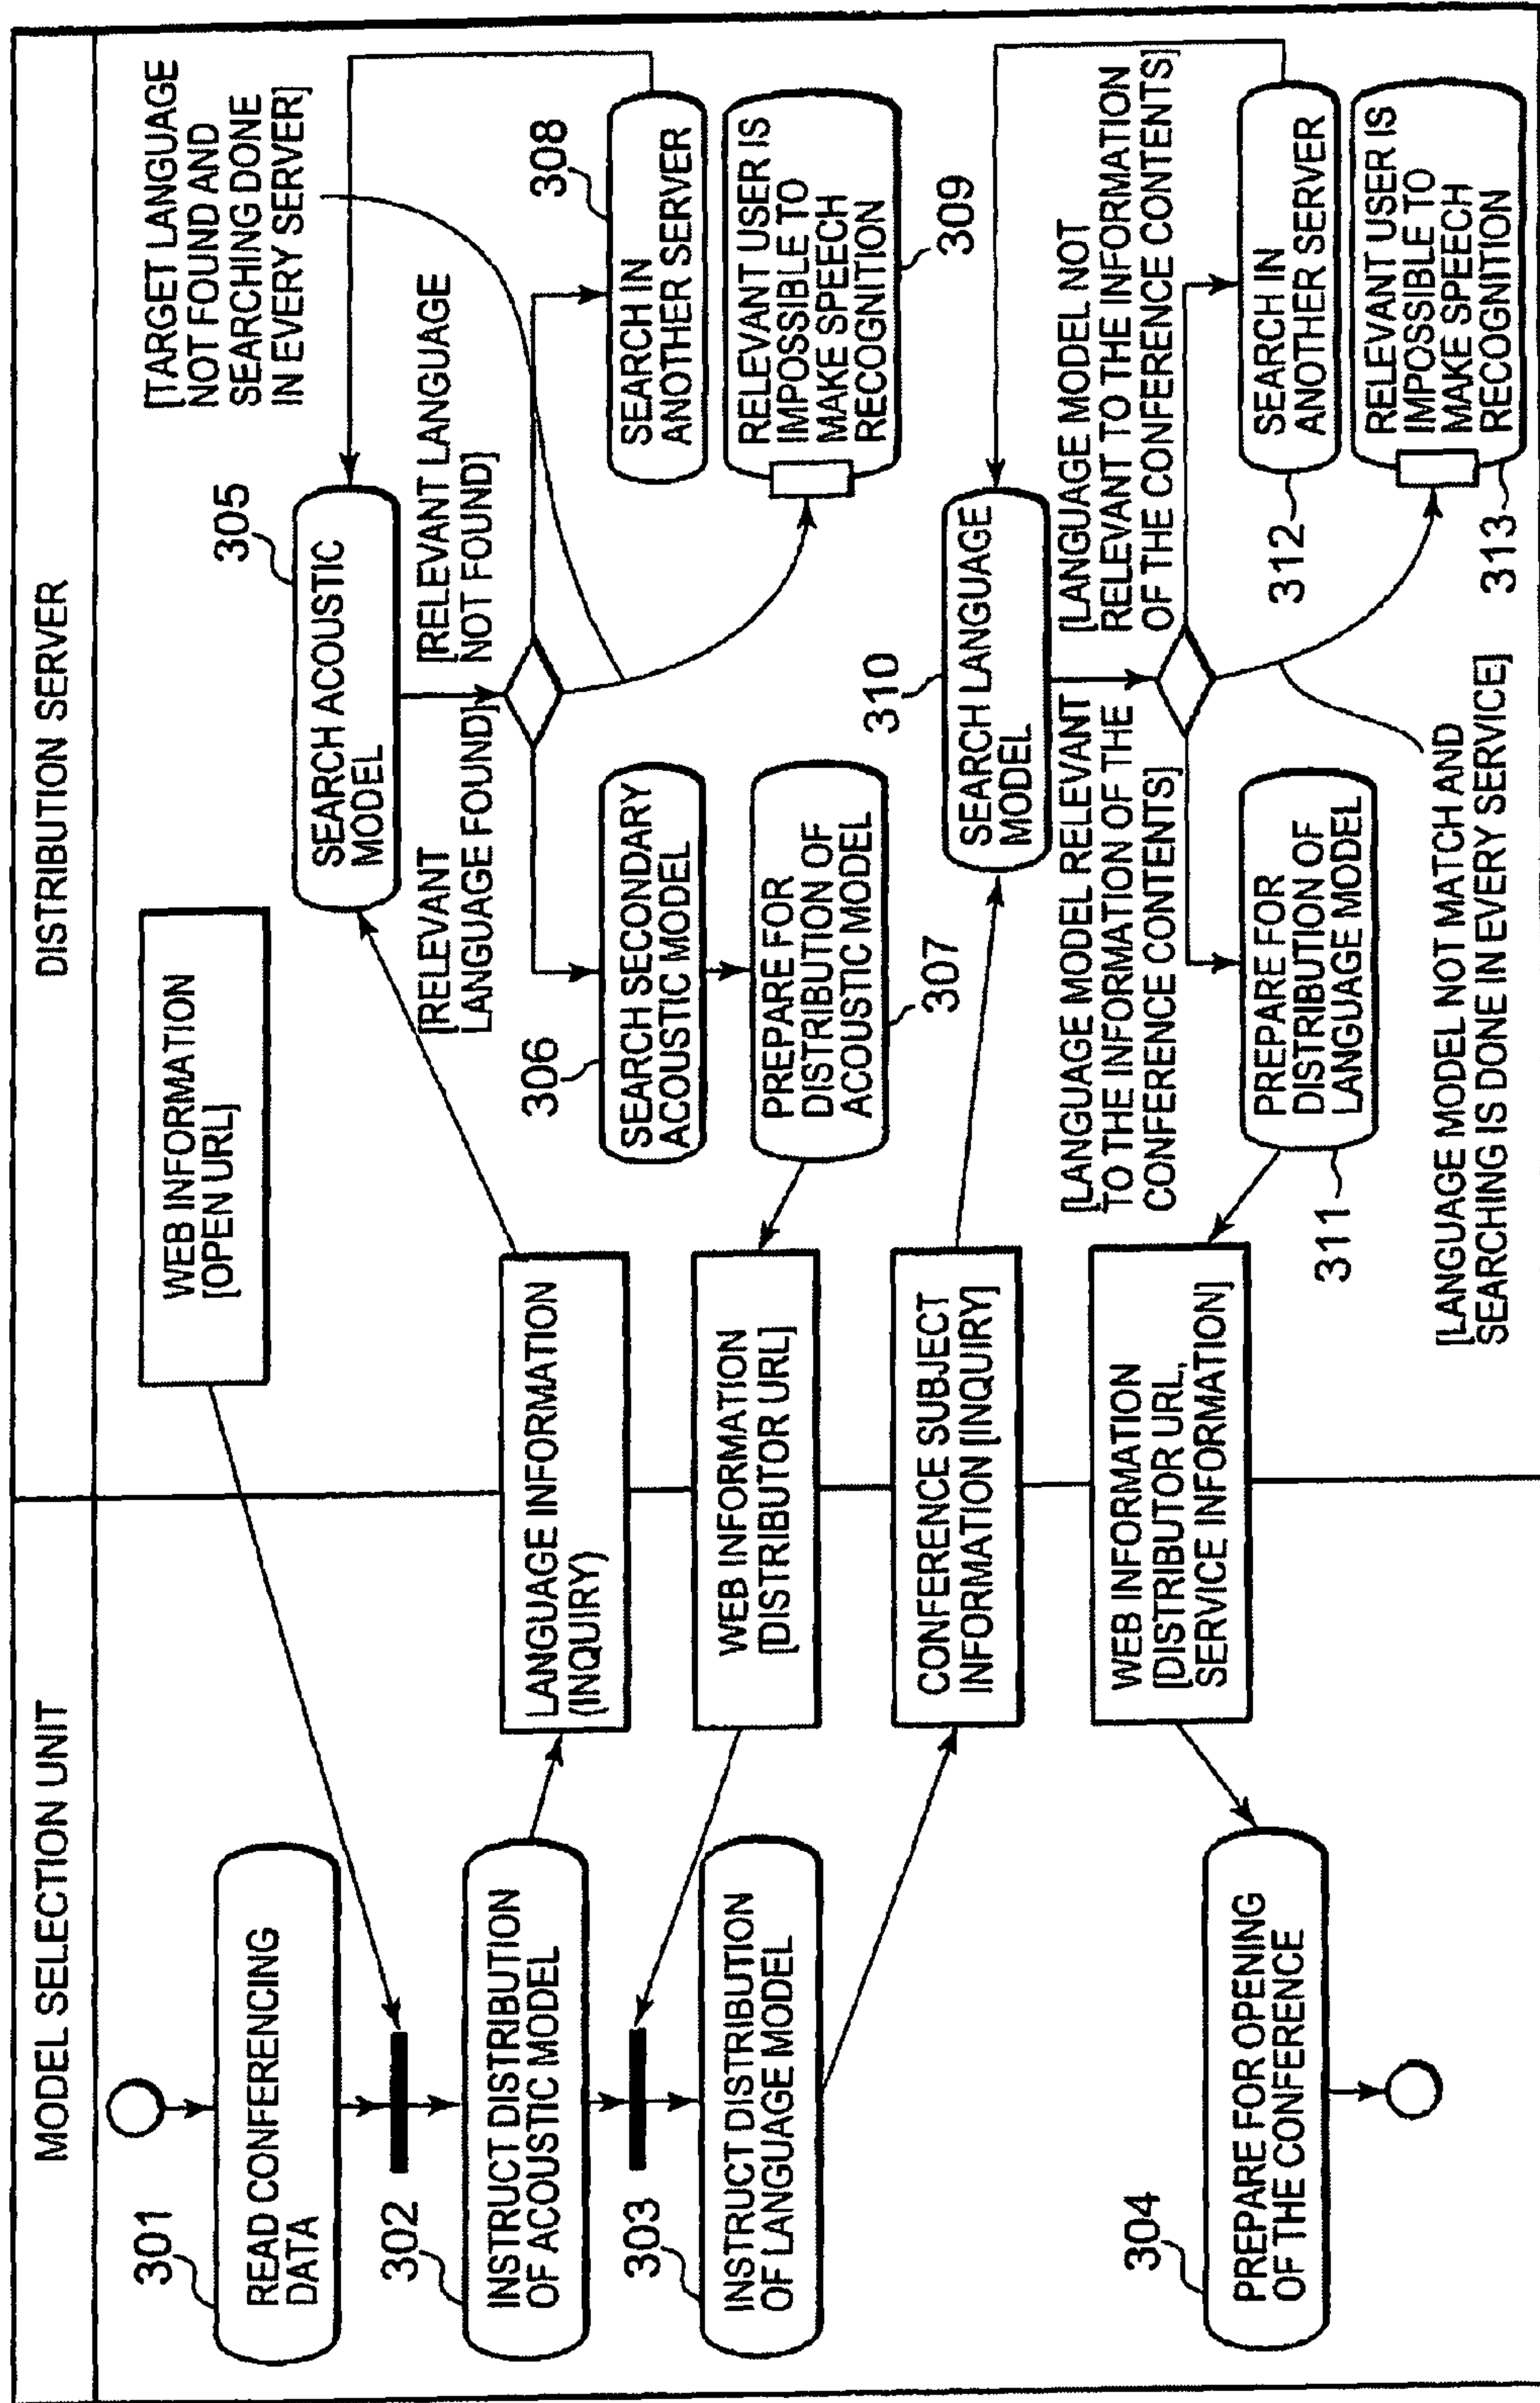 MODEL SELECTION UNIT
DISTRIBUTION SERVER
301
READ CONFERENCING
DATA
302
INSTRUCT DISTRIBUTION
OF ACOUSTIC MODEL
303
INSTRUCT DISTRIBUTION
OF LANGUAGE MODEL
304
PREPARE FOR OPENING
OF THE CONFERENCE
WEB INFORMATION
[OPEN URL]
LANGUAGE INFORMATION
(INQUIRY)
WEB INFORMATION
[DISTRIBUTOR URL]
CONFERENCE SUBJECT
INFORMATION [INQUIRY]
WEB INFORMATION
[DISTRIBUTOR URL,
SERVICE INFORMATION]
305
SEARCH ACOUSTIC
MODEL
[TARGET LANGUAGE
NOT FOUND AND
SEARCHING DONE
IN EVERY SERVER]
[RELEVANT
LANGUAGE FOUND]
[RELEVANT LANGUAGE
NOT FOUND]
306
SEARCH SECONDARY
ACOUSTIC MODEL
PREPARE FOR
DISTRIBUTION OF
ACOUSTIC MODEL
307
308
SEARCH IN
ANOTHER SERVER
RELEVANT USER IS
IMPOSSIBLE TO
MAKE SPEECH
RECOGNITION
309
310
SEARCH LANGUAGE
MODEL
[LANGUAGE MODEL RELEVANT
TO THE INFORMATION OF THE
CONFERENCE CONTENTS]
[LANGUAGE MODEL NOT
RELEVANT TO THE INFORMATION
OF THE CONFERENCE CONTENTS]
PREPARE FOR
DISTRIBUTION OF
LANGUAGE MODEL
311
SEARCH IN
ANOTHER SERVER
312
RELEVANT USER IS
IMPOSSIBLE TO
MAKE SPEECH
RECOGNITION
313
[LANGUAGE MODEL NOT MATCH AND
SEARCHING IS DONE IN EVERY SERVICE]